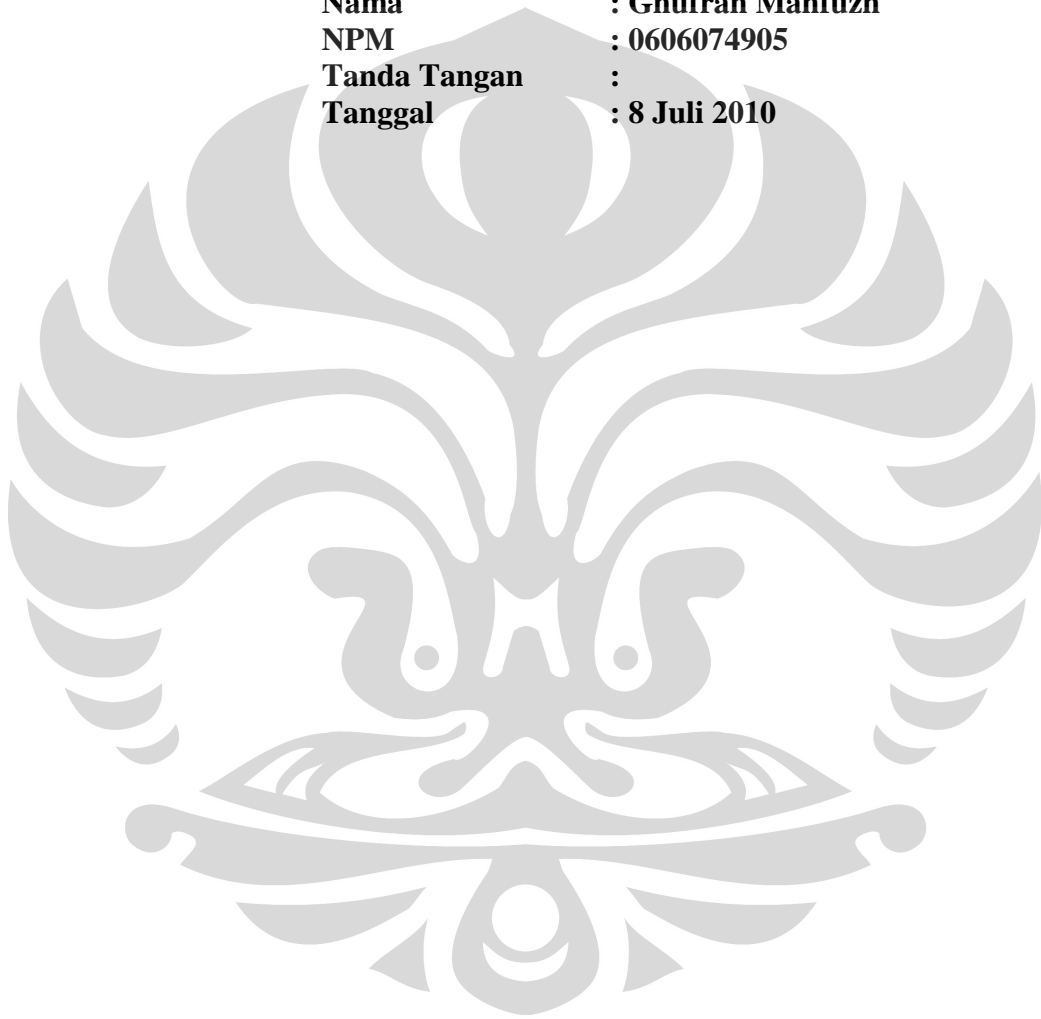 Nama : Ghufran Mahfuzh
NPM : 0606074905
Tanda Tangan :
Tanggal : 8 Juli 2010